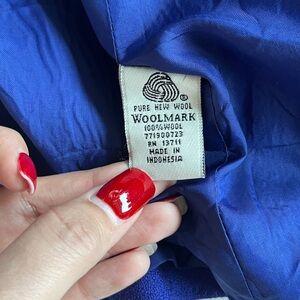 PURE NEW WOOL
WOOLMARK
100%WOOL
771900723
RN 13711
MADE IN
INDONESIA